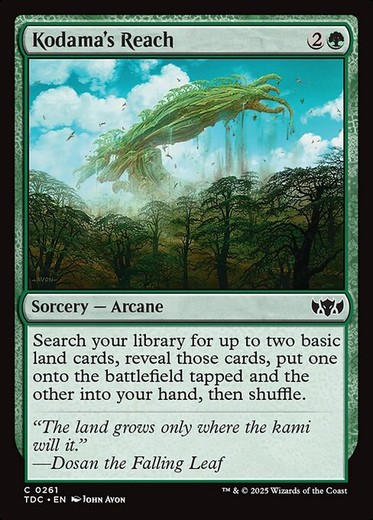 Kodama's Reach 2
AVON
Sorcery — Arcane
Search your library for up to two basic
land cards, reveal those cards, put one
onto the battlefield tapped and the
other into your hand, then shuffle.
"The land grows only where the kami
will it."
—Dosan the Falling Leaf
C 0261
TDC • EN John Avon ™ & © 2025 Wizards of the Coast